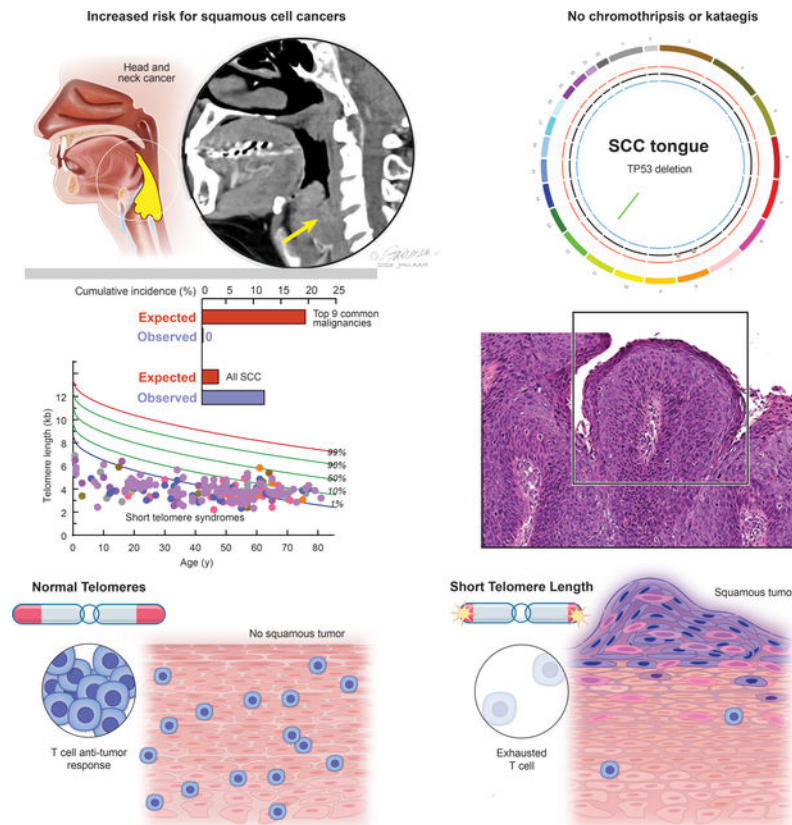 Increased risk for squamous cell cancers
Head and
neck cancer
Cumulative incidence (%)
0 5 10 15 20 25
Expected
Top 9 common
malignancies
Observed
0
Expected
All SCC
Observed
Telomere length (kb)
12
10
8
6
4
2
0
99%
90%
50%
10%
1%
Short telomere syndromes
0 10 20 30 40 50 60 70 80
Age (y)
No chromothripsis or kataegis
SCC tongue
TP53 deletion
Normal Telomeres
No squamous tumor
T cell anti-tumor
response
Short Telomere Length
Squamous tumo
Exhausted
T cell